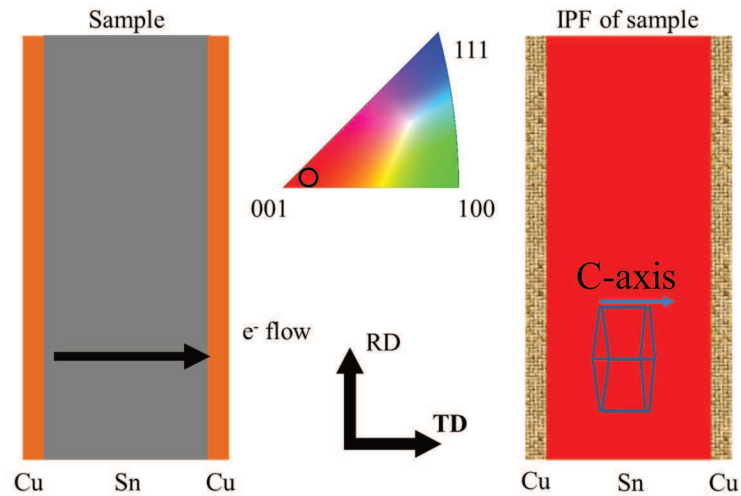 Sample
IPF of sample
111
001
100
C-axis
e⁻ flow
RD
TD
Cu
Sn
Cu
Cu
Sn
Cu